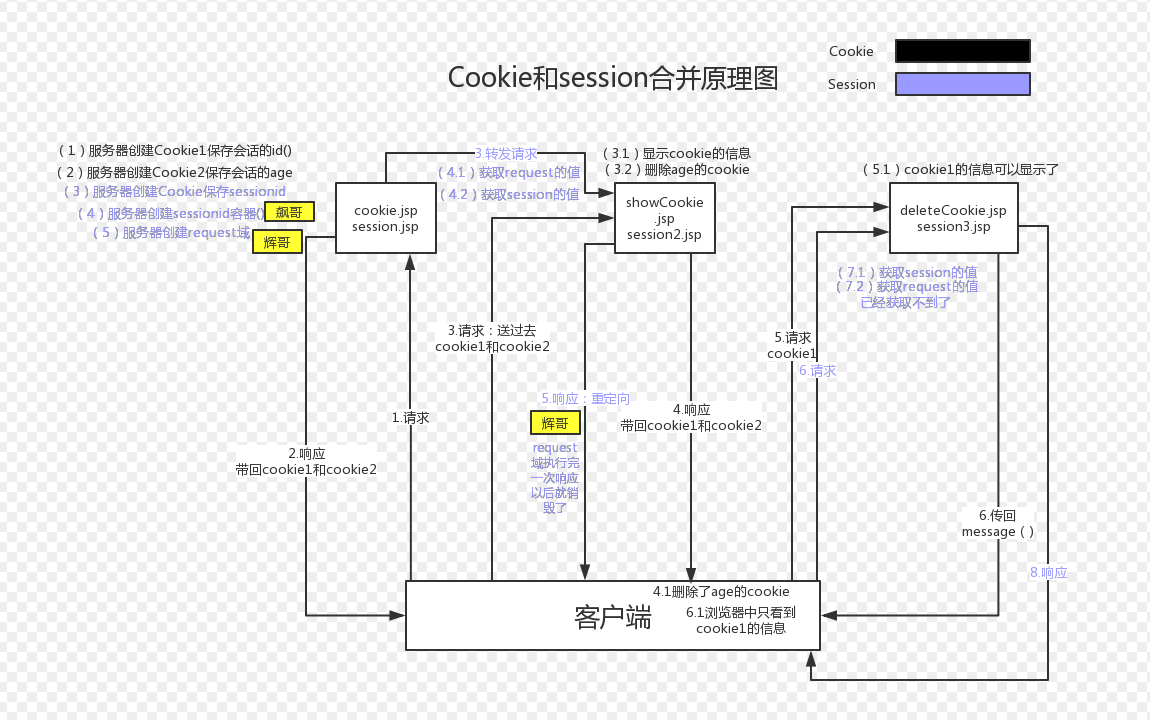 Cookie和session合并原理图
Cookie
Session
(1)服务器创建Cookie1保存会话的id()
(2)服务器创建Cookie2保存会话的age
(3)服务器创建Cookie保存sessionid
(4)服务器创建sessionid容器()
飙哥
(5)服务器创建request域
辉哥
cookie.jsp
session.jsp
3.转发请求
(4.1)获取request的值
(4.2)获取session的值
(3.1)显示cookie的信息
(3.2)删除age的cookie
showCookie
.jsp
session2.jsp
(5.1)cookie1的信息可以显示了
deleteCookie.jsp
session3.jsp
(7.1)获取session的值
(7.2)获取request的值
已经获取不到了
3.请求:送过去
cookie1和cookie2
5.请求
cookie1
6.请求
1.请求
5.响应:重定向
辉哥
request
域执行完
一次响应
以后就销
毁了
4.响应
带回cookie1和cookie2
2.响应
带回cookie1和cookie2
6.传回
message()
8.响应
客户端
4.1删除了age的cookie
6.1浏览器中只看到
cookie1的信息